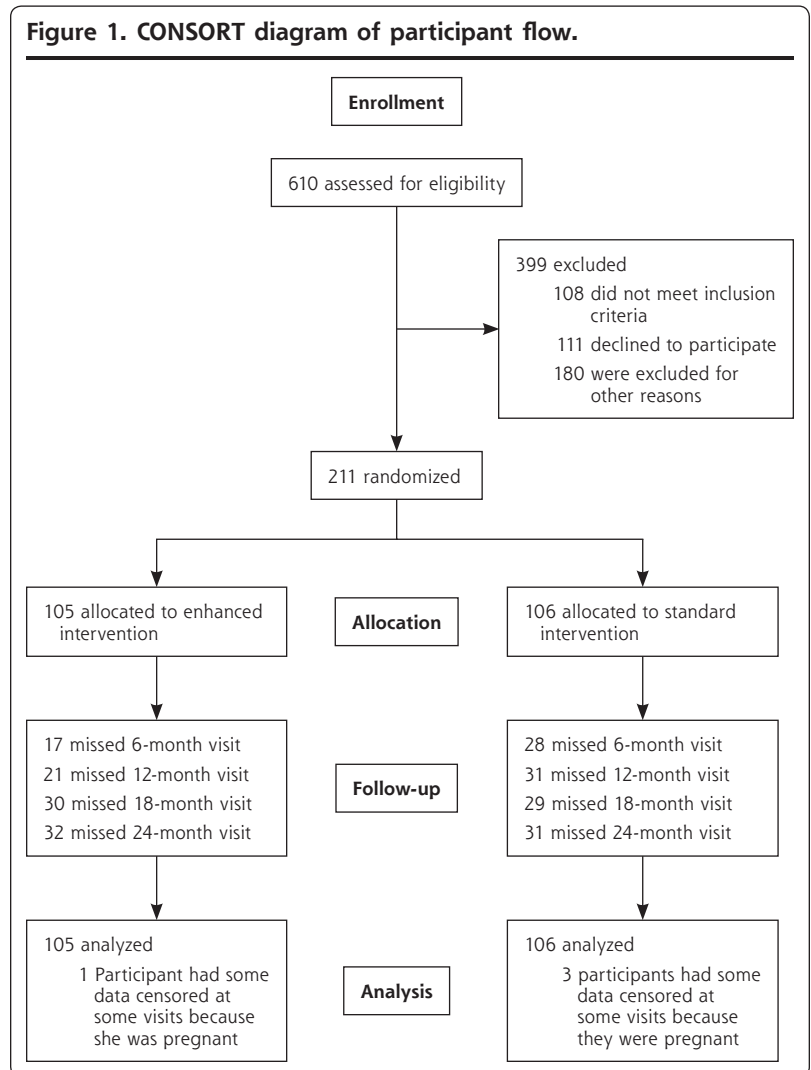 Figure 1. CONSORT diagram of participant flow.
Enrollment
610 assessed for eligibility
399 excluded
108 did not meet inclusion
criteria
111 declined to participate
180 were excluded for
other reasons
211 randomized
105 allocated to enhanced
intervention
Allocation
106 allocated to standard
intervention
17 missed 6-month visit
21 missed 12-month visit
30 missed 18-month visit
32 missed 24-month visit
Follow-up
28 missed 6-month visit
31 missed 12-month visit
29 missed 18-month visit
31 missed 24-month visit
105 analyzed
1 Participant had some
data censored at
some visits because
she was pregnant
Analysis
106 analyzed
3 participants had some
data censored at
some visits because
they were pregnant